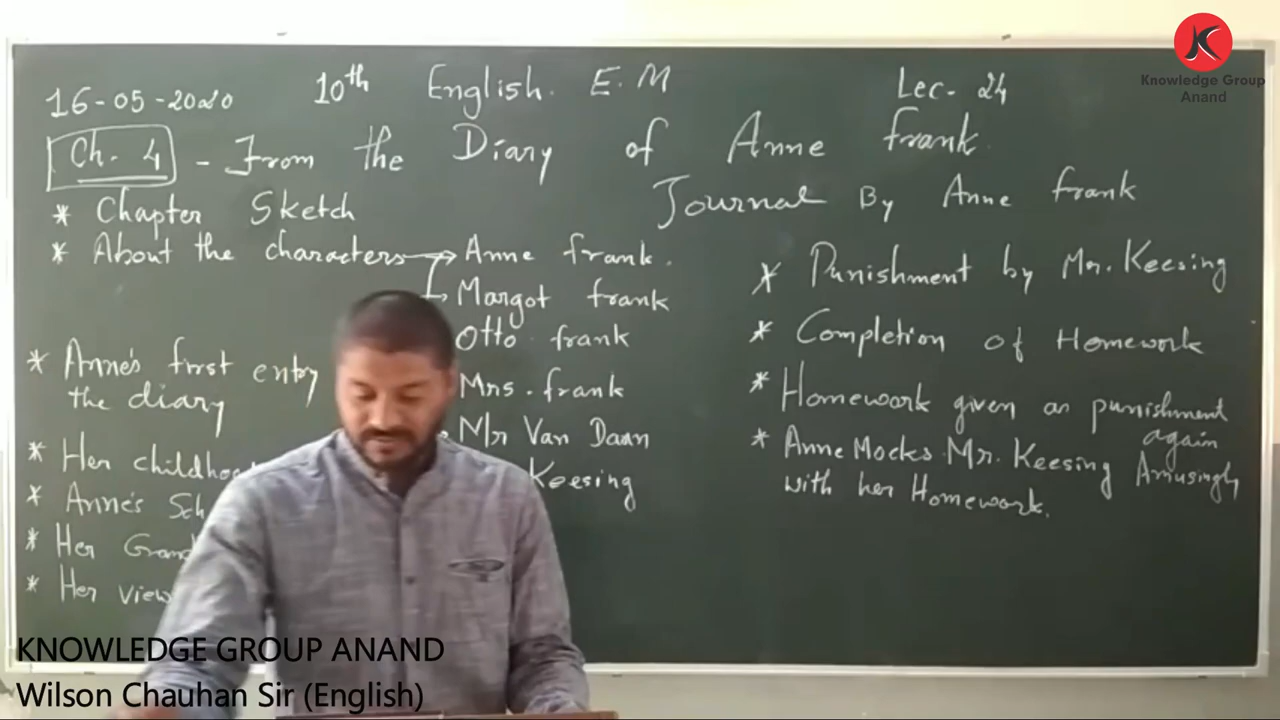 16-05-2020 10th English. E.M Lec- 24
Ch. 4 - From the Diary of Anne frank.
Journal By Anne frank
* Chapter Sketch
* About the characters → Anne frank.
→ Margot frank
Otto frank
Mrs. frank
Mr Van Daan
Keesing
* Anne's first entry
the diary
* Her
* Anne's
* Her
* Her
* Punishment by Mr. Keesing
* Completion of Homework
* Homework given as punishment
again
* Anne Mocks Mr. Keesing Amusingly
with her Homework.
Knowledge Group
Anand
KNOWLEDGE GROUP ANAND
Wilson Chauhan Sir (English)